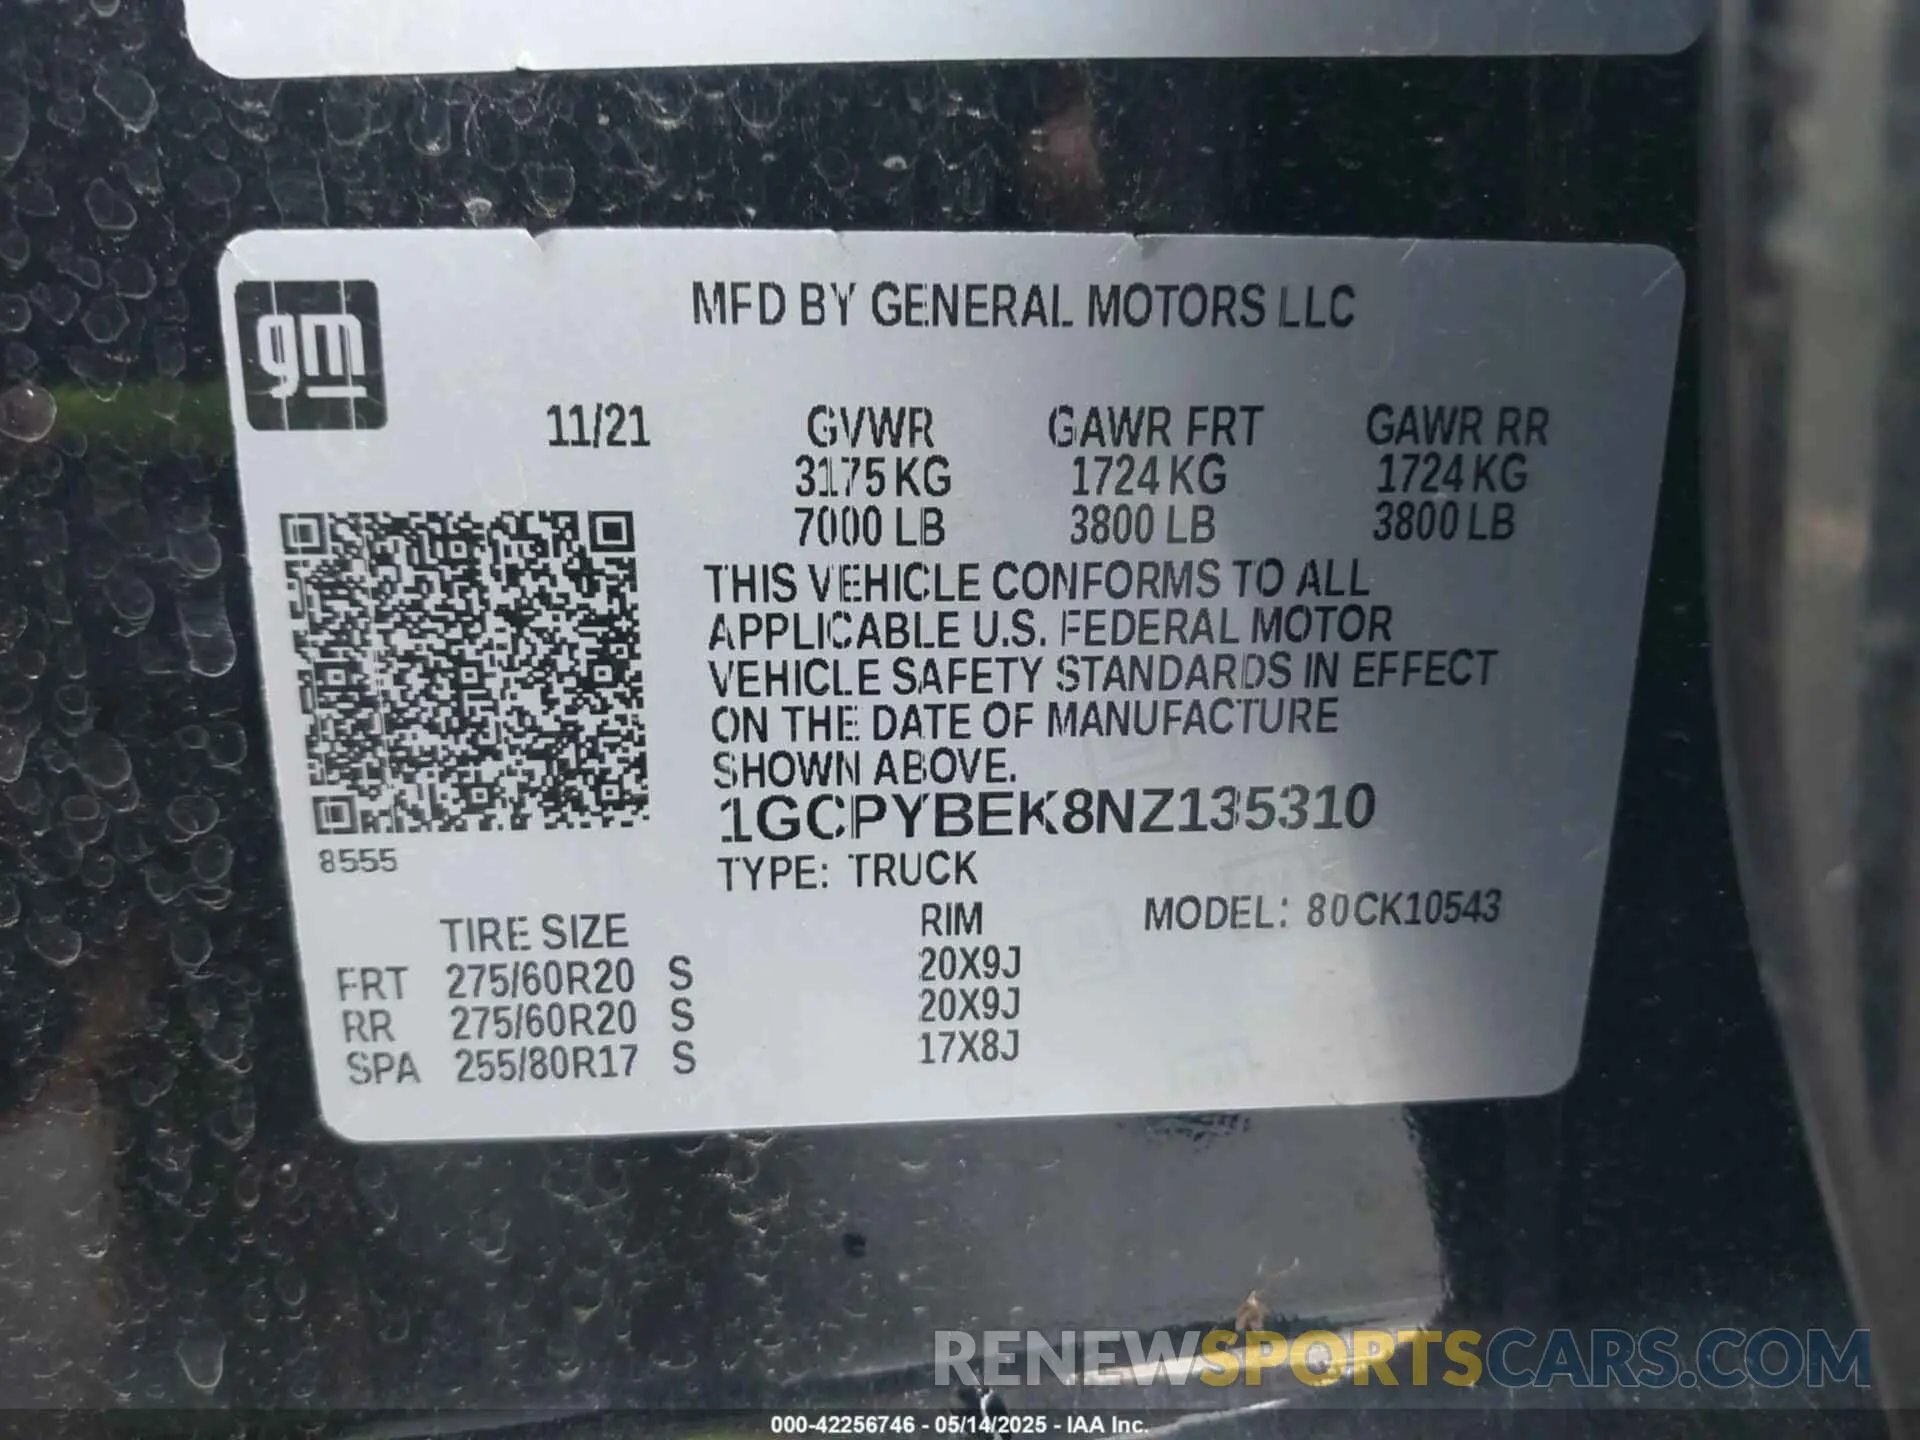 gm
MFD BY GENERAL MOTORS LLC
11/21 GVWR GAWR FRT GAWR RR
3175 KG 1724 KG 1724 KG
7000 LB 3800 LB 3800 LB
THIS VEHICLE CONFORMS TO ALL
APPLICABLE U.S. FEDERAL MOTOR
VEHICLE SAFETY STANDARDS IN EFFECT
ON THE DATE OF MANUFACTURE
SHOWN ABOVE.
1GCPYBEK8NZ135310
8555
TYPE: TRUCK
TIRE SIZE RIM MODEL: 80CK10543
FRT 275/60R20 S 20X9J
RR 275/60R20 S 20X9J
SPA 255/80R17 S 17X8J
RENEWSPORTSCARS.COM
000-42256746 - 05/14/2025 - IAA Inc.